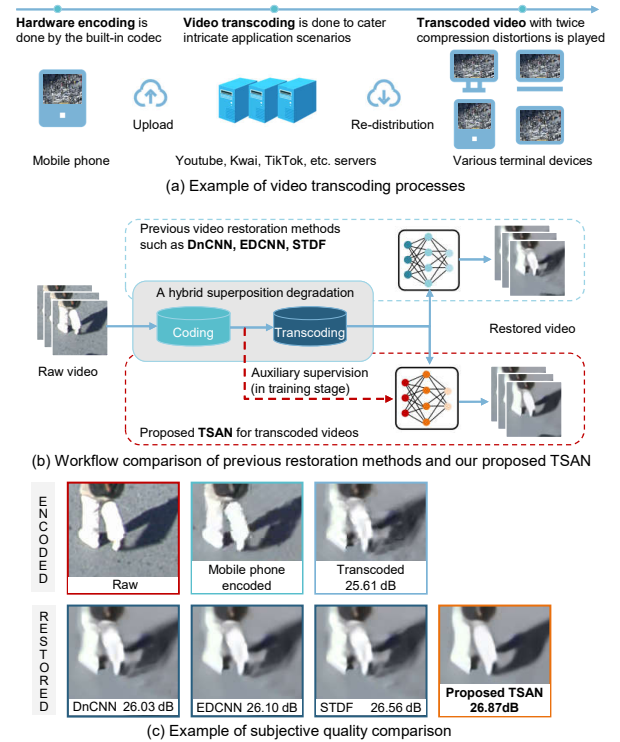 Hardware encoding is
done by the built-in codec
Video transcoding is done to cater
intricate application scenarios
Transcoded video with twice
compression distortions is played
Upload
Re-distribution
Mobile phone
Youtube, Kwai, TikTok, etc. servers
Various terminal devices
(a) Example of video transcoding processes
Previous video restoration methods
such as DnCNN, EDCNN, STDF
A hybrid superposition degradation
Coding
Transcoding
Restored video
Raw video
Auxiliary supervision
(in training stage)
Proposed TSAN for transcoded videos
(b) Workflow comparison of previous restoration methods and our proposed TSAN
ENCODED
Raw
Mobile phone
encoded
Transcoded
25.61 dB
RESTORED
DnCNN 26.03 dB
EDCNN 26.10 dB
STDF 26.56 dB
Proposed TSAN
26.87dB
(c) Example of subjective quality comparison